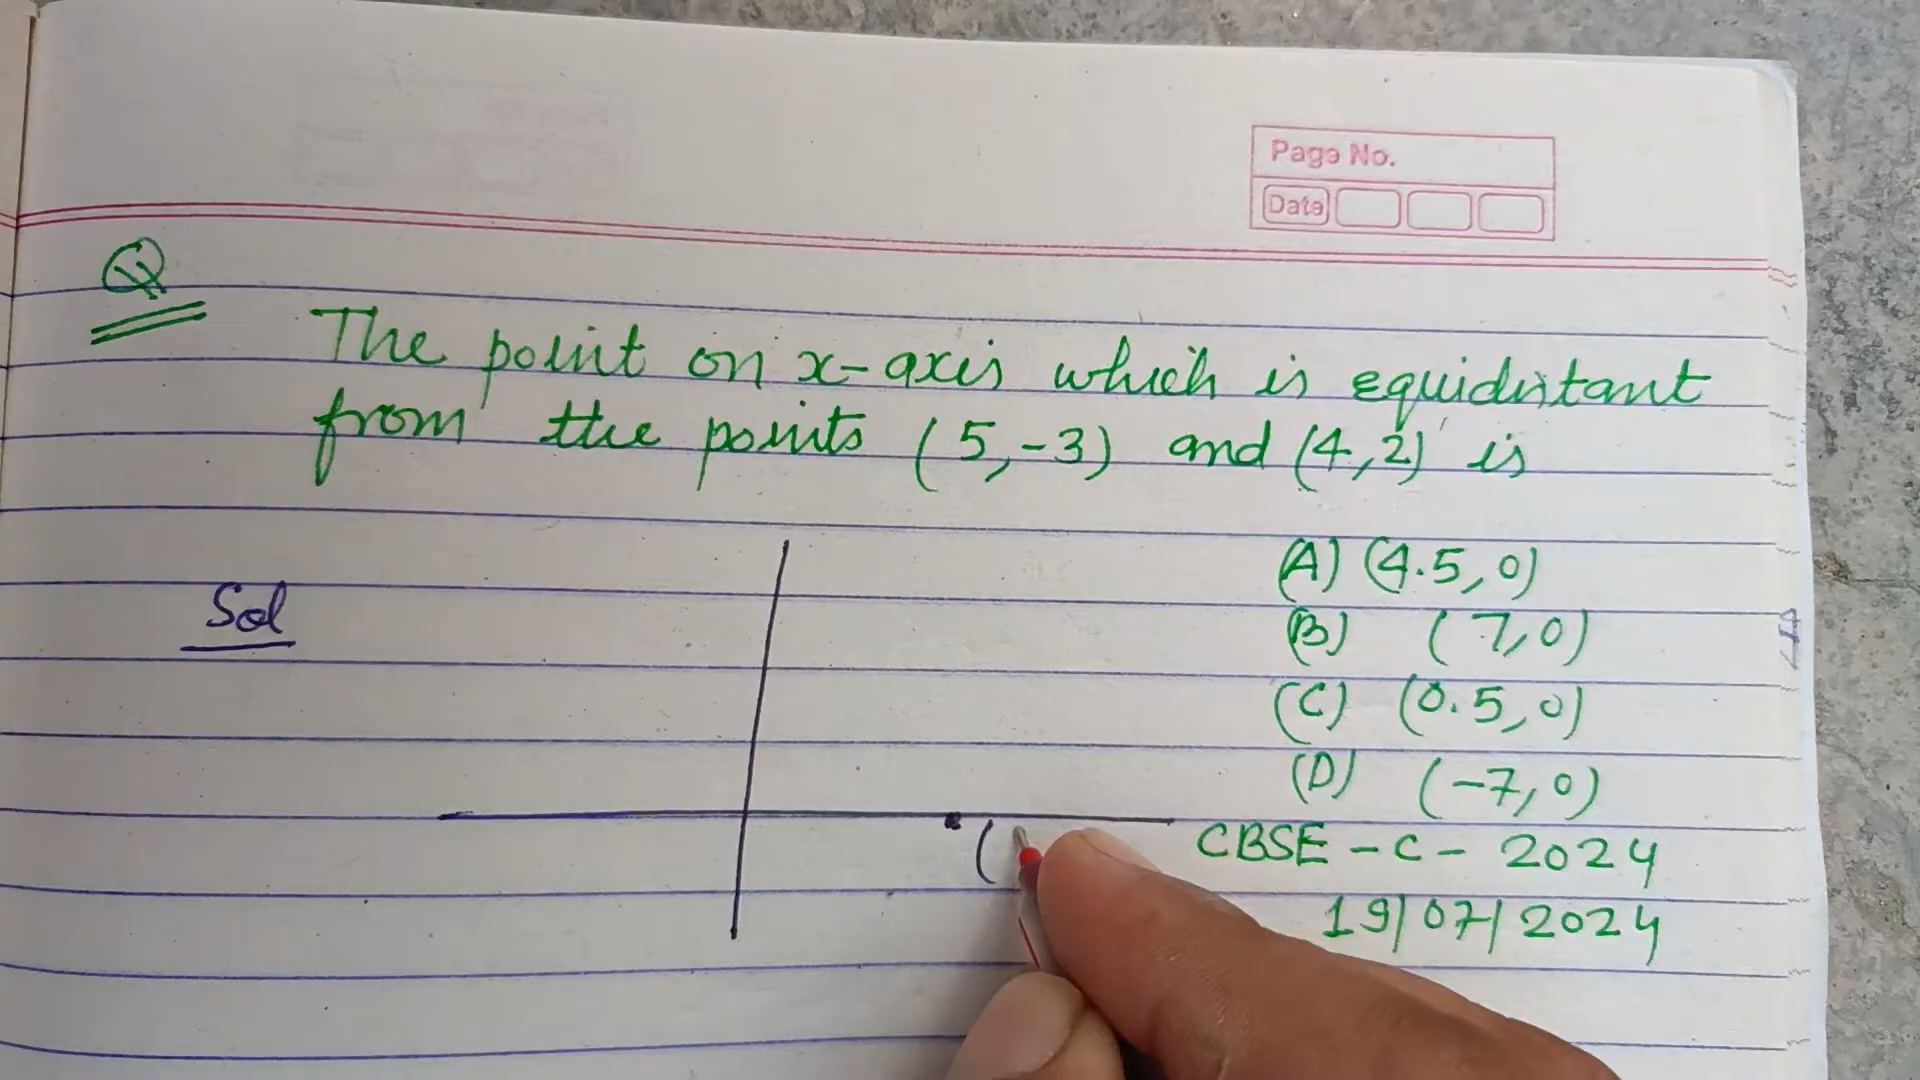 Page No.
Date
Q
The point on x-axis which is equidistant
from the points (5,-3) and (4,2) is
Sol
(A) (4.5,0)
(B) (7,0)
(C) (0.5,0)
(D) (-7,0)
(
CBSE - C - 2024
19/07/2024